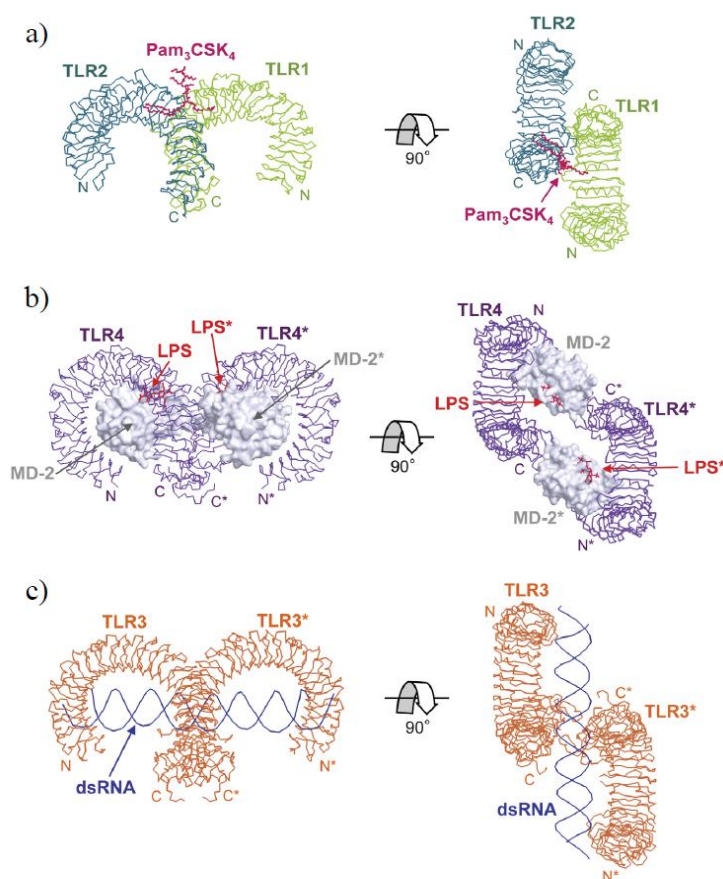 a)
Pam3CSK4
TLR2
TLR1
N
C
C
N
90°
TLR2
N
C
TLR1
C
Pam3CSK4
N
b)
TLR4
LPS
LPS*
TLR4*
MD-2*
MD-2
N
C
C*
N*
90°
TLR4
N
MD-2
C*
LPS
TLR4*
C
LPS*
MD-2*
N*
c)
TLR3
TLR3*
N
dsRNA
C
C*
N*
90°
TLR3
N
C*
TLR3*
C
dsRNA
N*